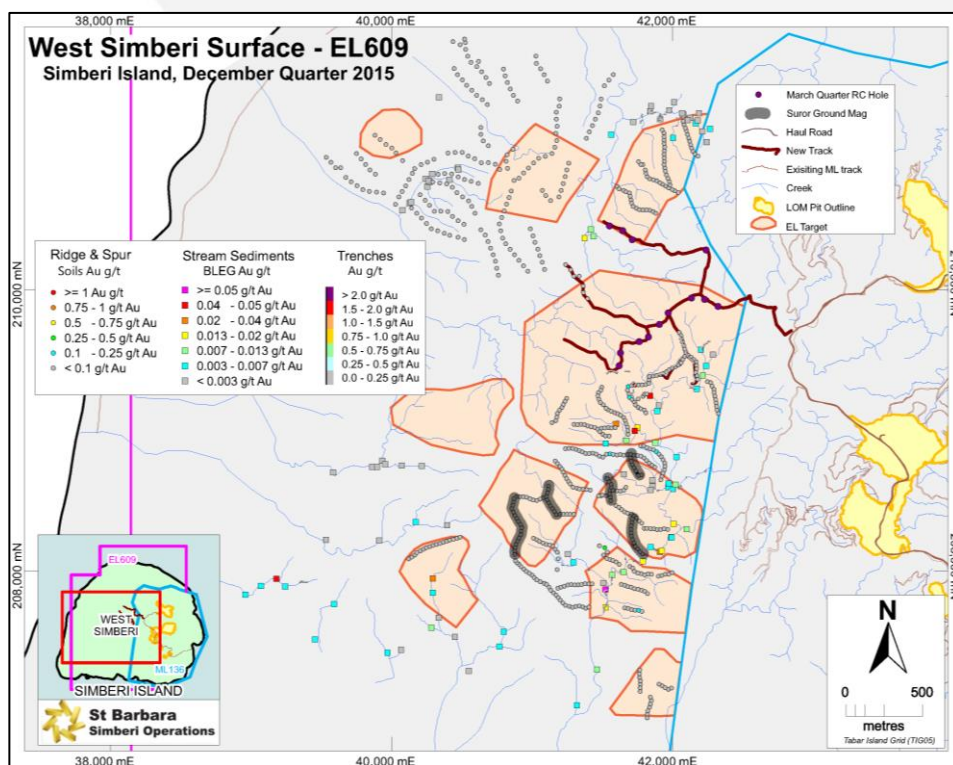 38,000 mE
40,000 mE
42,000 mE
West Simberi Surface - EL609
Simberi Island, December Quarter 2015
March Quarter RC Hole
Suror Ground Mag
Haul Road
New Track
Exisiting ML track
Creek
LOM Pit Outline
EL Target
210,000 mN
210,000 mN
Ridge & Spur
Soils Au g/t
>= 1 Au g/t
0.75 - 1 g/t Au
0.5 - 0.75 g/t Au
0.25 - 0.5 g/t Au
0.1 - 0.25 g/t Au
< 0.1 g/t Au
Stream Sediments
BLEG Au g/t
>= 0.05 g/t Au
0.04 - 0.05 g/t Au
0.02 - 0.04 g/t Au
0.013 - 0.02 g/t Au
0.007 - 0.013 g/t Au
0.003 - 0.007 g/t Au
< 0.003 g/t Au
Trenches
Au g/t
> 2.0 g/t Au
1.5 - 2.0 g/t Au
1.0 - 1.5 g/t Au
0.75 - 1.0 g/t Au
0.5 - 0.75 g/t Au
0.25 - 0.5 g/t Au
0.0 - 0.25 g/t Au
208,000 mN
208,000 mN
EL609
WEST
SIMBERI
ML136
SIMBERI ISLAND
St Barbara
Simberi Operations
N
0 500
metres
Tabar Island Grid (TIG05)
38,000 mE
40,000 mE
42,000 mE